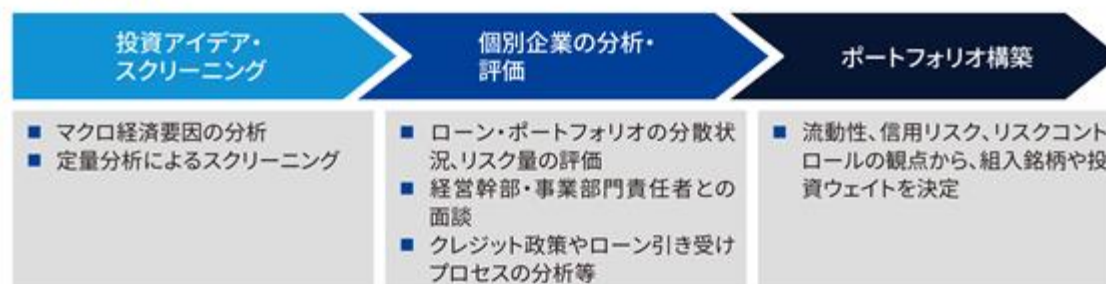 投資アイデア・
スクリーニング
個別企業の分析・
評価
ポートフォリオ構築
■ マクロ経済要因の分析
■ 定量分析によるスクリーニング
■ ローン・ポートフォリオの分散状
況、リスク量の評価
■ 経営幹部・事業部門責任者との
面談
■ クレジット政策やローン引き受け
プロセスの分析等
■ 流動性、信用リスク、リスクコント
ロールの観点から、組入銘柄や投
資ウェイトを決定